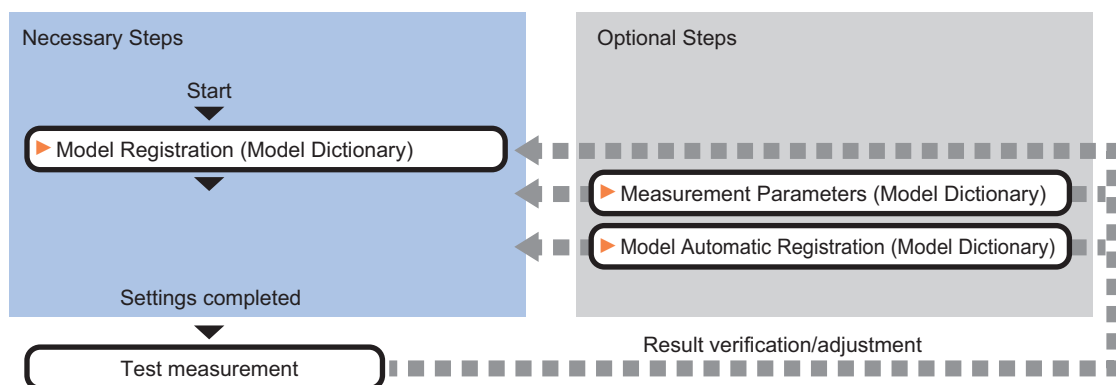 Necessary Steps
Optional Steps
Start
Model Registration (Model Dictionary)
Measurement Parameters (Model Dictionary)
Model Automatic Registration (Model Dictionary)
Settings completed
Result verification/adjustment
Test measurement